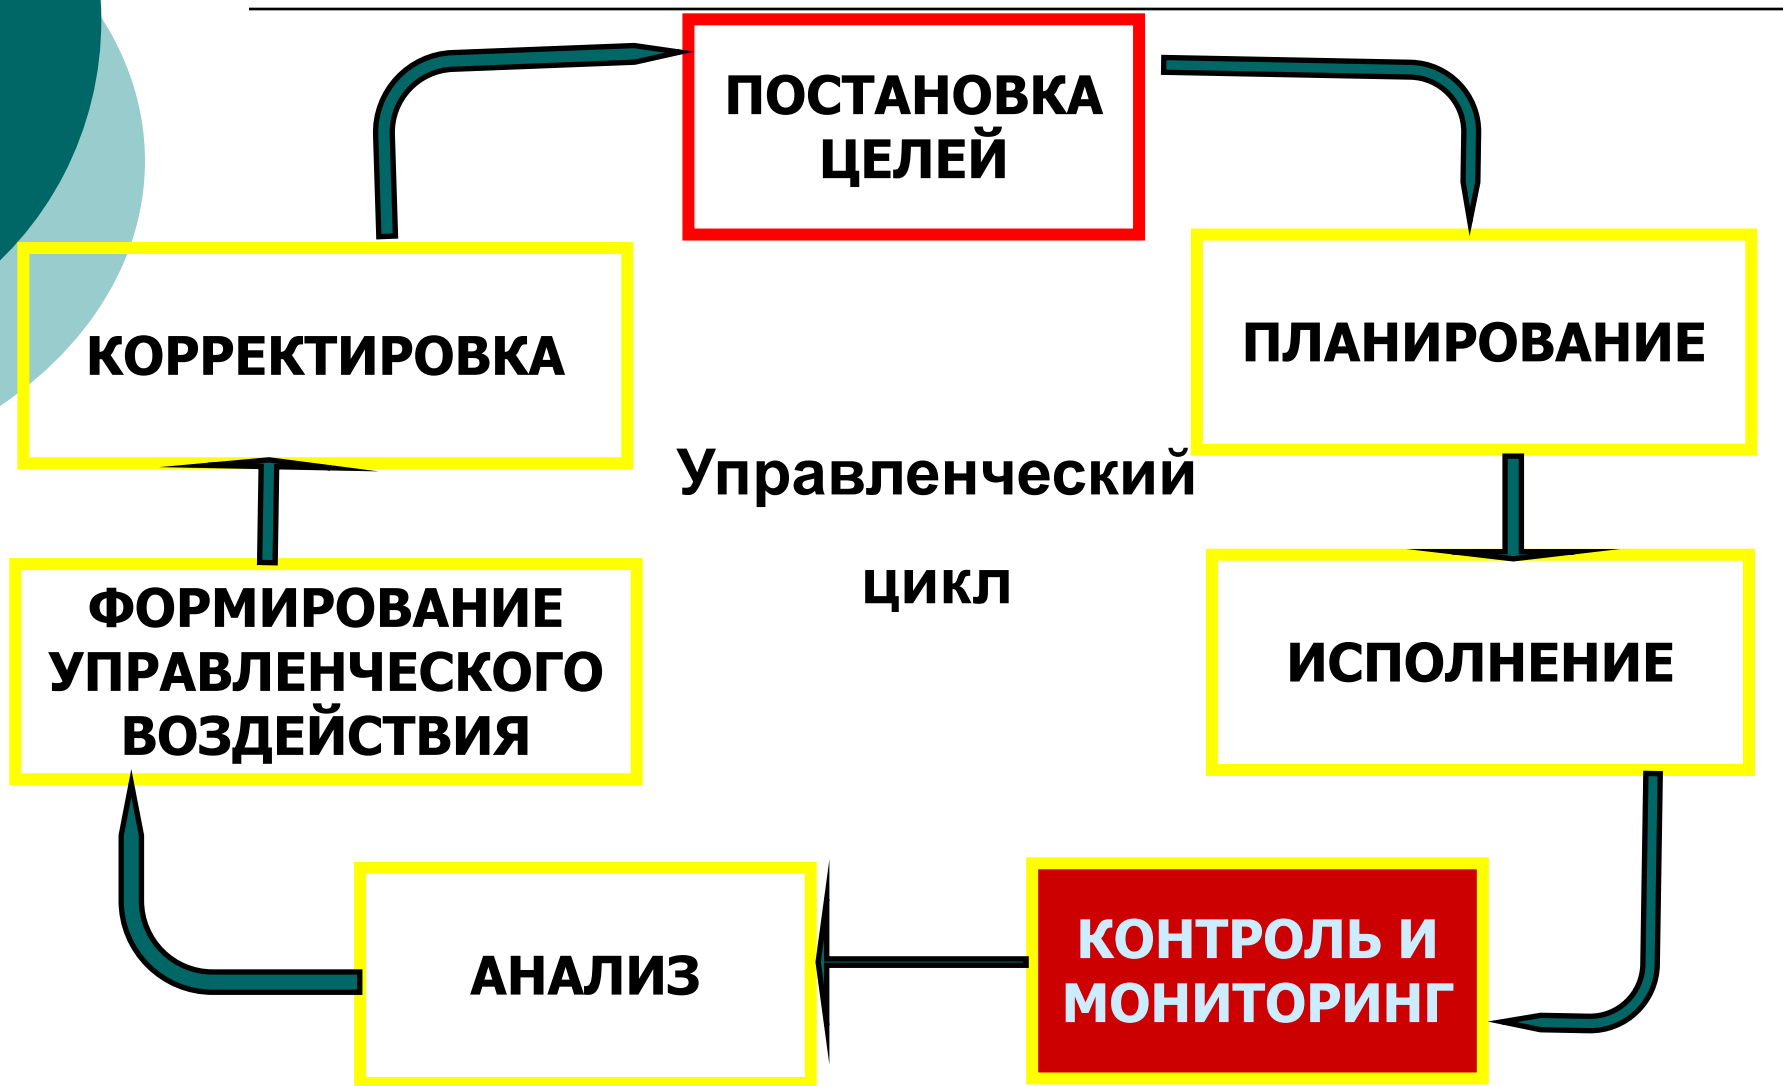 ПОСТАНОВКА
ЦЕЛЕЙ
ПЛАНИРОВАНИЕ
ИСПОЛНЕНИЕ
КОНТРОЛЬ И
МОНИТОРИНГ
АНАЛИЗ
ФОРМИРОВАНИЕ
УПРАВЛЕНЧЕСКОГО
ВОЗДЕЙСТВИЯ
КОРРЕКТИРОВКА
Управленческий
цикл